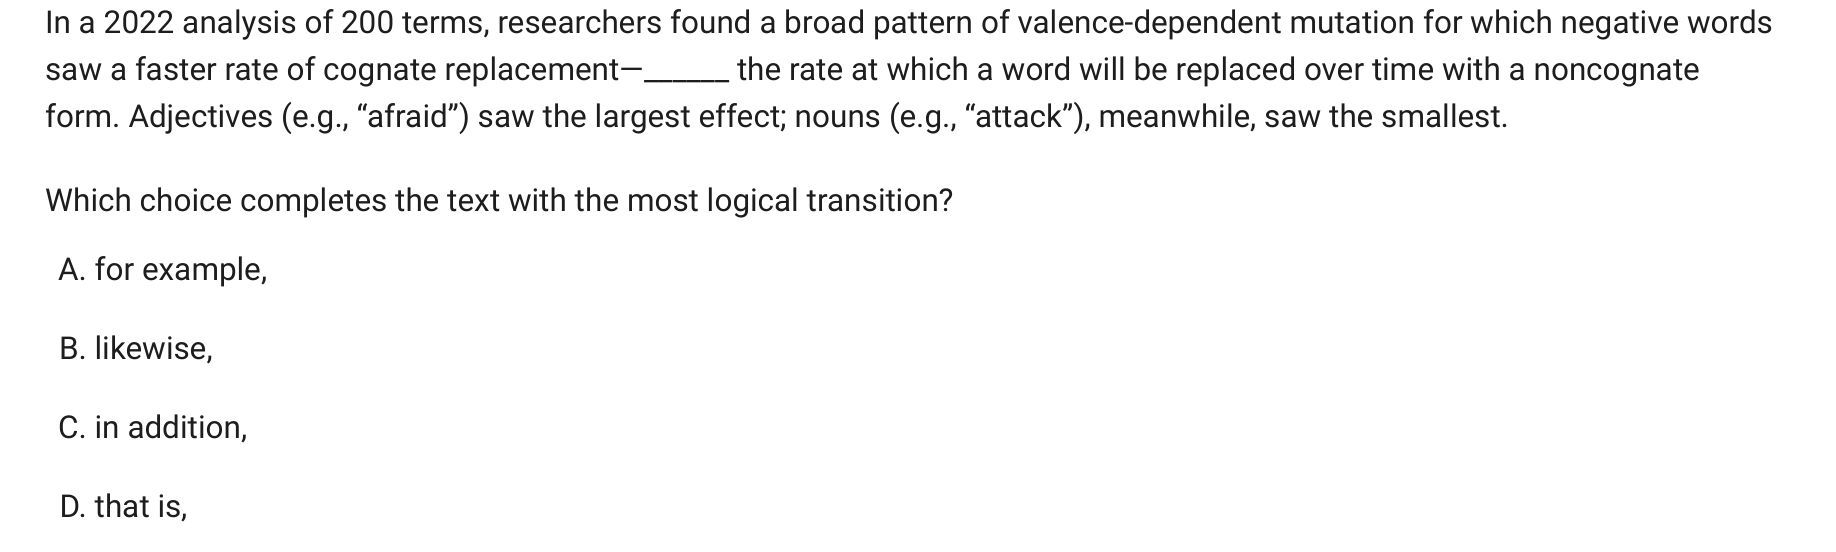 In a 2022 analysis of 200 terms, researchers found a broad pattern of valence-dependent mutation for which negative words
saw a faster rate of cognate replacement—______ the rate at which a word will be replaced over time with a noncognate
form. Adjectives (e.g., “afraid”) saw the largest effect; nouns (e.g., “attack”), meanwhile, saw the smallest.
Which choice completes the text with the most logical transition?
A. for example,
B. likewise,
C. in addition,
D. that is,